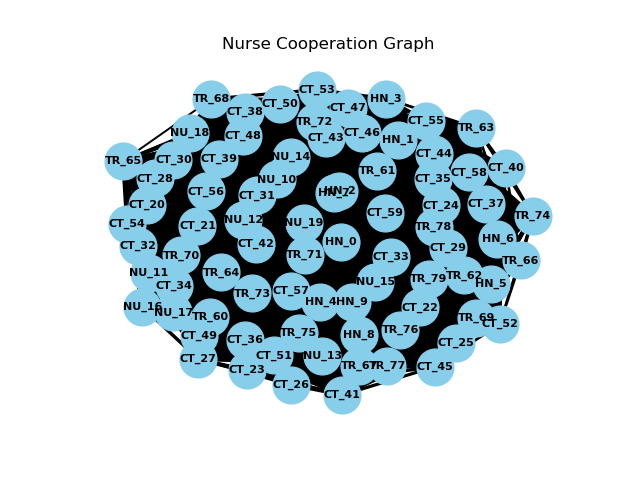 Nurse Cooperation Graph
CT_53
TR_68
HN_3
CT_50
CT_47
CT_38
CT_55
TR_72
TR_63
NU_18
CT_46
CT_48
CT_43
HN_1
CT_44
NU_14
CT_39
CT_30
TR_65
CT_40
TR_61
CT_58
CT_28
NU_10
CT_35
CT_56
HN_7
HN_2
CT_31
CT_20
CT_37
CT_24
CT_59
TR_74
NU_12
NU_19
CT_54
CT_21
TR_78
HN_6
CT_42
HN_0
CT_32
CT_29
TR_70
TR_71
CT_33
TR_66
NU_11
TR_64
TR_62
TR_79
NU_15
HN_5
CT_34
TR_73
CT_57
HN_4
HN_9
NU_16
CT_22
NU_17
TR_60
TR_69
CT_52
TR_76
TR_75
HN_8
CT_49
CT_36
CT_25
CT_51
NU_13
CT_27
TR_67
TR_77
CT_45
CT_23
CT_26
CT_41